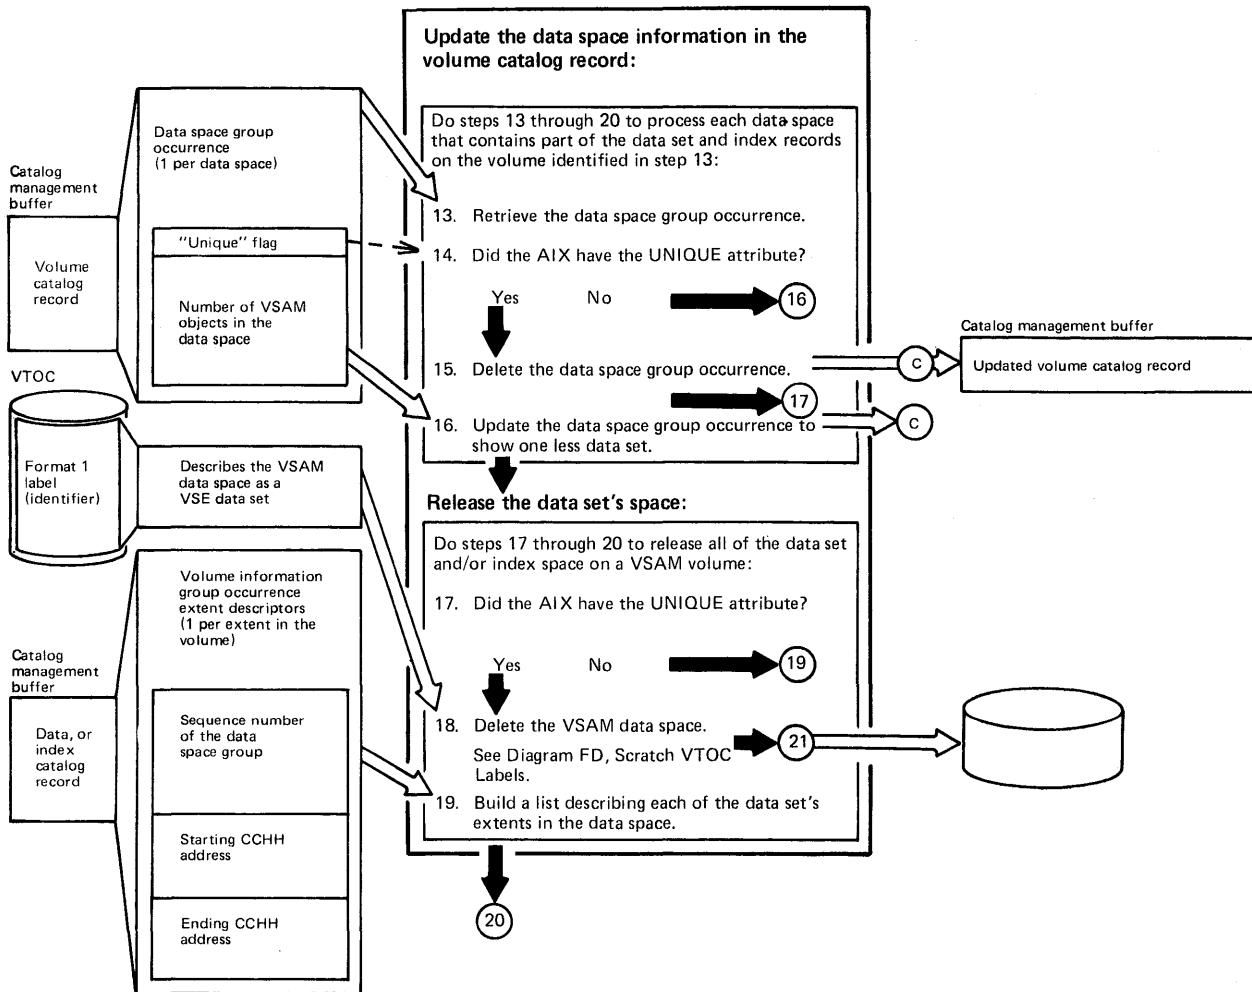 Update the data space information in the
volume catalog record:
Do steps 13 through 20 to process each data space
that contains part of the data set and index records
on the volume identified in step 13:
13. Retrieve the data space group occurrence.
14. Did the AIX have the UNIQUE attribute?
Yes No 16
15. Delete the data space group occurrence.
17
16. Update the data space group occurrence to
show one less data set.
C
C
Catalog management buffer
Updated volume catalog record
Data space group
occurrence
(1 per data space)
Catalog
management
buffer
Volume
catalog
record
"Unique" flag
Number of VSAM
objects in the
data space
VTOC
Format 1
label
(identifier)
Describes the VSAM
data space as a
VSE data set
Release the data set's space:
Do steps 17 through 20 to release all of the data set
and/or index space on a VSAM volume:
17. Did the AIX have the UNIQUE attribute?
Yes No 19
18. Delete the VSAM data space.
See Diagram FD, Scratch VTOC
Labels.
21
19. Build a list describing each of the data set's
extents in the data space.
20
Volume information
group occurrence
extent descriptors
(1 per extent in the
volume)
Catalog
management
buffer
Data, or
index
catalog
record
Sequence number
of the data
space group
Starting CCHH
address
Ending CCHH
address